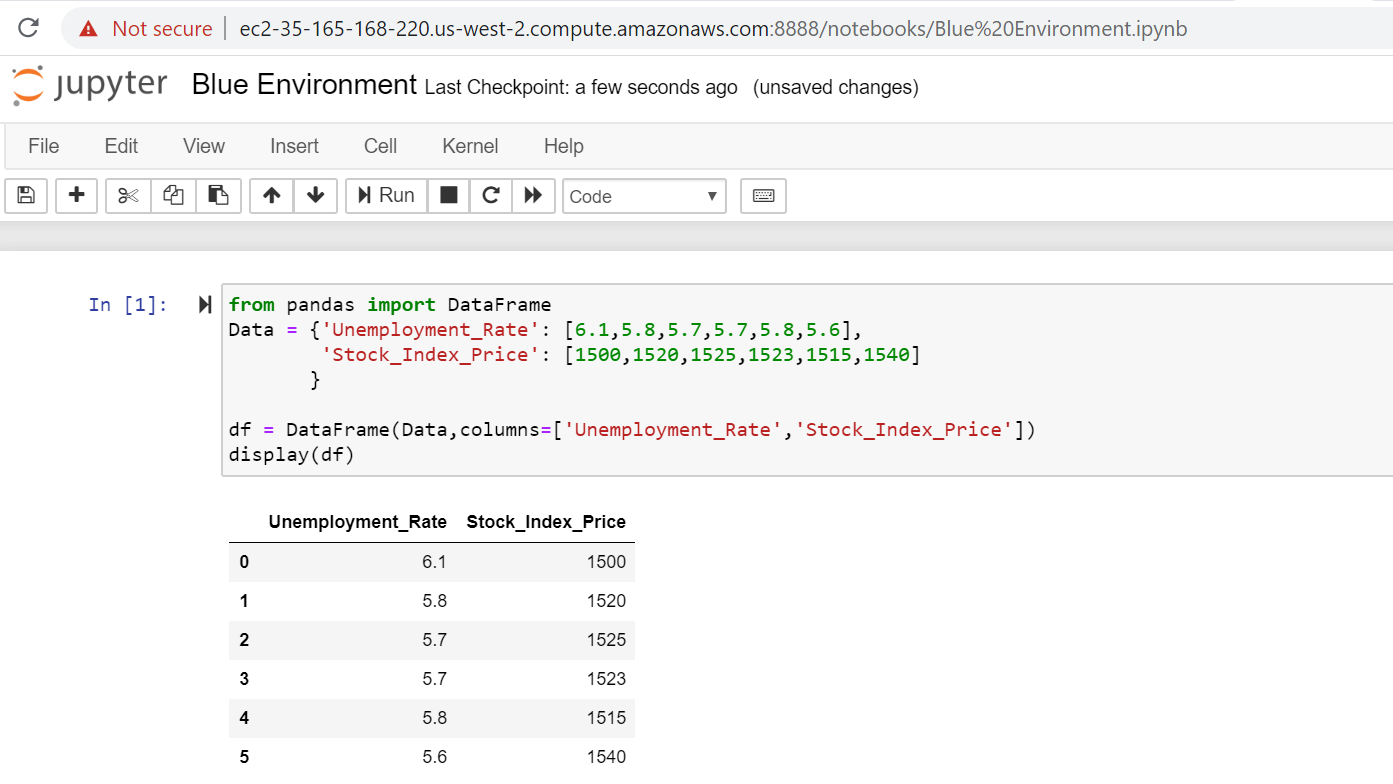 Not secure | ec2-35-165-168-220.us-west-2.compute.amazonaws.com:8888/notebooks/Blue%20Environment.ipynb
jupyter Blue Environment Last Checkpoint: a few seconds ago (unsaved changes)
File Edit View Insert Cell Kernel Help
Run Code
In [1]: from pandas import DataFrame
Data = {'Unemployment_Rate': [6.1,5.8,5.7,5.7,5.8,5.6],
        'Stock_Index_Price': [1500,1520,1525,1523,1515,1540]
       }
df = DataFrame(Data,columns=['Unemployment_Rate','Stock_Index_Price'])
display(df)
Unemployment_Rate Stock_Index_Price
0 6.1 1500
1 5.8 1520
2 5.7 1525
3 5.7 1523
4 5.8 1515
5 5.6 1540